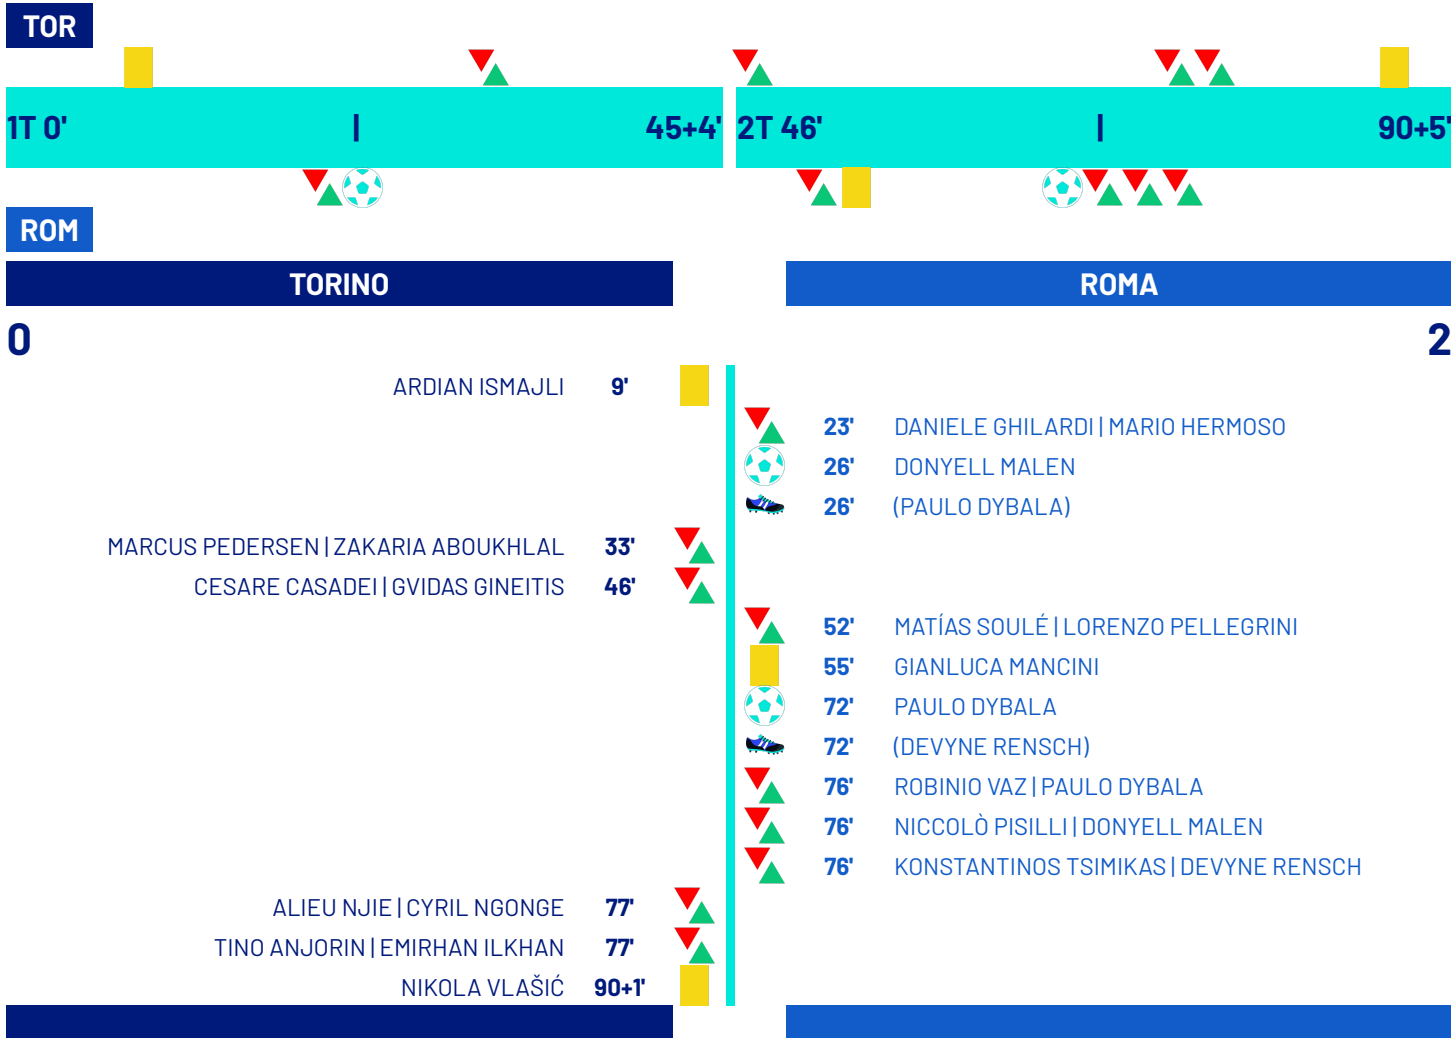 TOR
1T 0' | 45+4' 2T 46' | 90+5'
ROM
TORINO ROMA
0 2
ARDIAN ISMAJLI 9'
23' DANIELE GHILARDI | MARIO HERMOSO
26' DONYELL MALEN
26' (PAULO DYBALA)
MARCUS PEDERSEN | ZAKARIA ABOUKHLAL 33'
CESARE CASADEI | GVIDAS GINEITIS 46'
52' MATÍAS SOULÉ | LORENZO PELLEGRINI
55' GIANLUCA MANCINI
72' PAULO DYBALA
72' (DEVYNE RENSCH)
76' ROBINIO VAZ | PAULO DYBALA
76' NICCOLÒ PISILLI | DONYELL MALEN
76' KONSTANTINOS TSIMIKAS | DEVYNE RENSCH
ALIEU NJIE | CYRIL NGONGE 77'
TINO ANJORIN | EMIRHAN ILKHAN 77'
NIKOLA VLAŠIĆ 90+1'